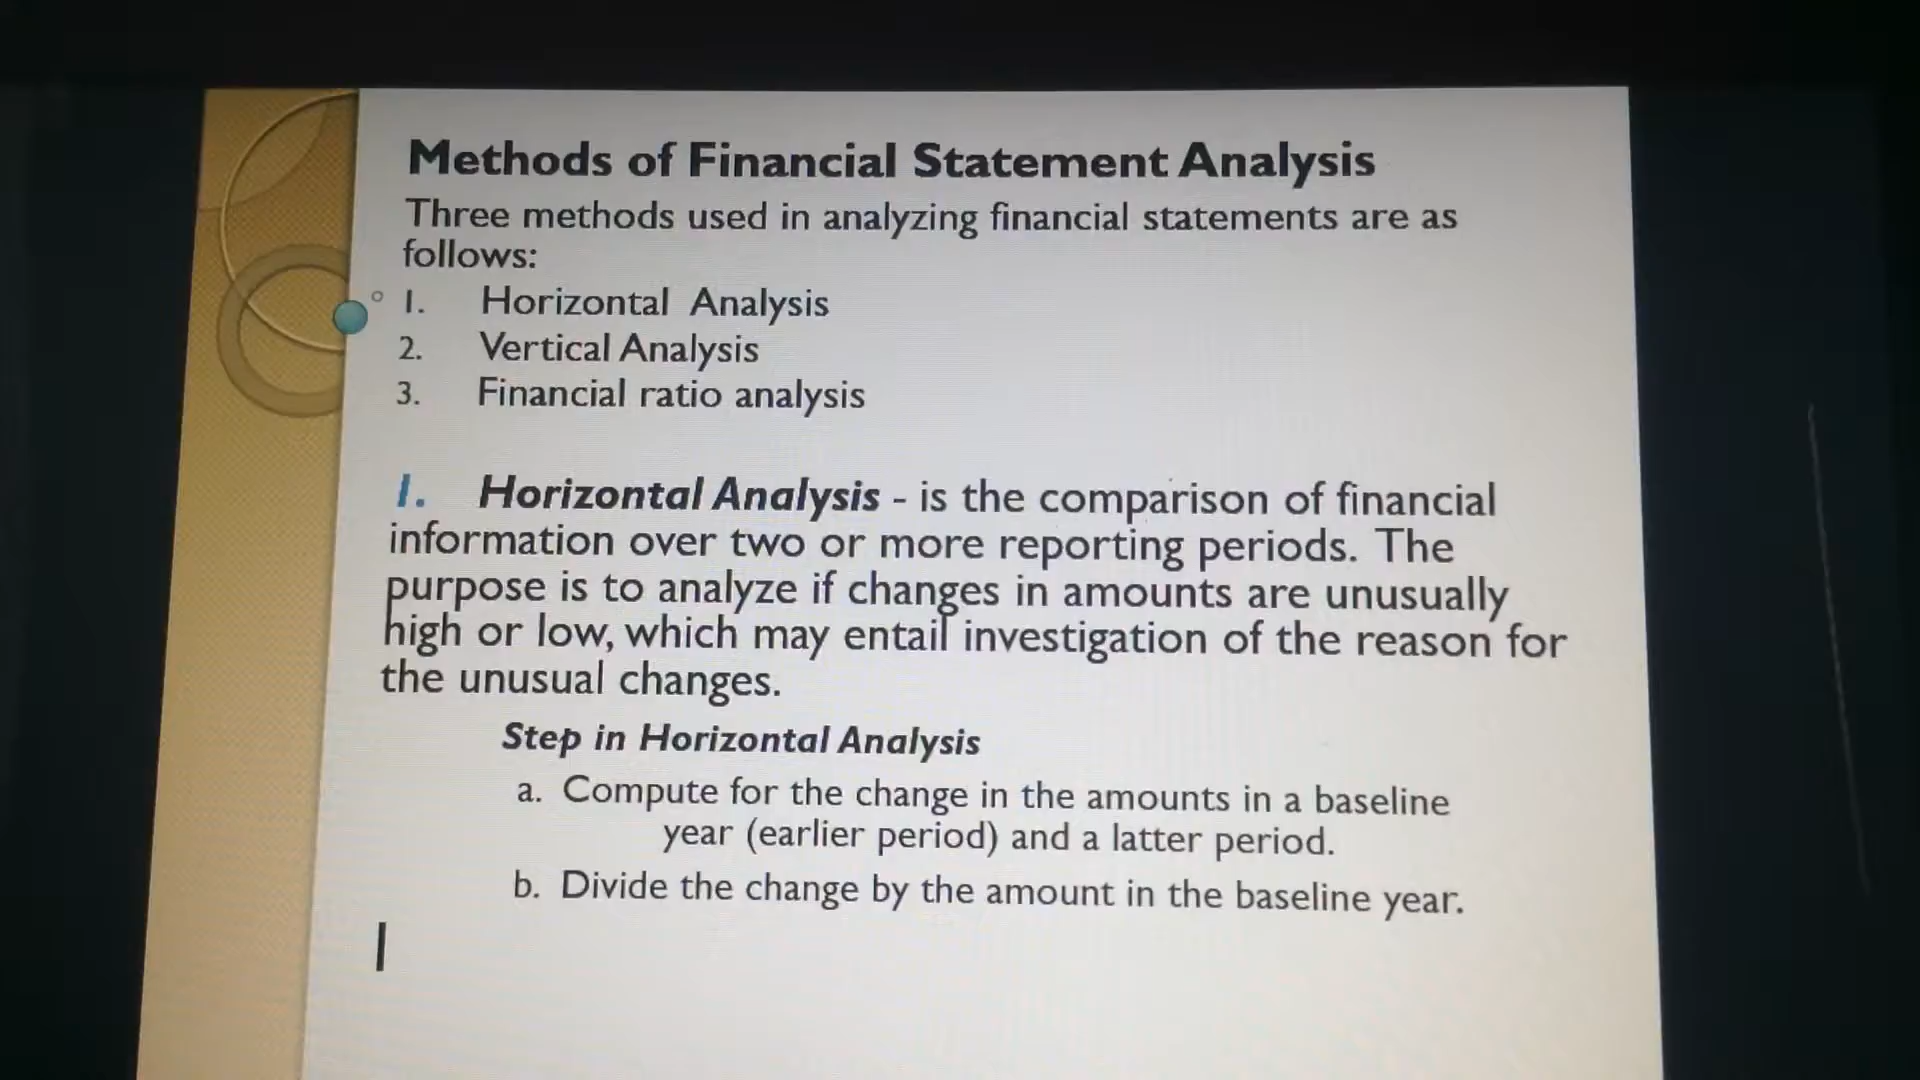 Methods of Financial Statement Analysis
Three methods used in analyzing financial statements are as
follows:
1. Horizontal Analysis
2. Vertical Analysis
3. Financial ratio analysis
1. Horizontal Analysis - is the comparison of financial
information over two or more reporting periods. The
purpose is to analyze if changes in amounts are unusually
high or low, which may entail investigation of the reason for
the unusual changes.
Step in Horizontal Analysis
a. Compute for the change in the amounts in a baseline
year (earlier period) and a latter period.
b. Divide the change by the amount in the baseline year.